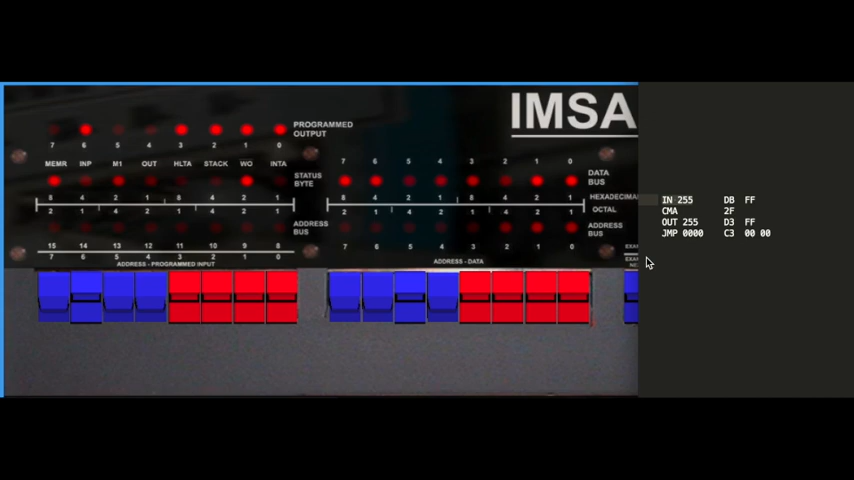 IMSA
PROGRAMMED
OUTPUT
7 6 5 4 3 2 1 0
MEMR INP M1 OUT HLTA STACK WO INTA
STATUS
BYTE
7 6 5 4 3 2 1 0
DATA
BUS
8 4 2 1 8 4 2 1
8 4 2 1 8 4 2 1
HEXADECIMA
1 4 2 1 4 2 1 4
2 1 4 2 1 4 2 1
OCTAL
ADDRESS
BUS
ADDRESS
BUS
15 14 13 12 11 10 9 8
7 6 5 4 3 2 1 0
7 6 5 4 3 2 1 0
ADDRESS - PROGRAMMED INPUT
ADDRESS - DATA
EXA
NE
IN 255 DB FF
CMA 2F
OUT 255 D3 FF
JMP 0000 C3 00 00